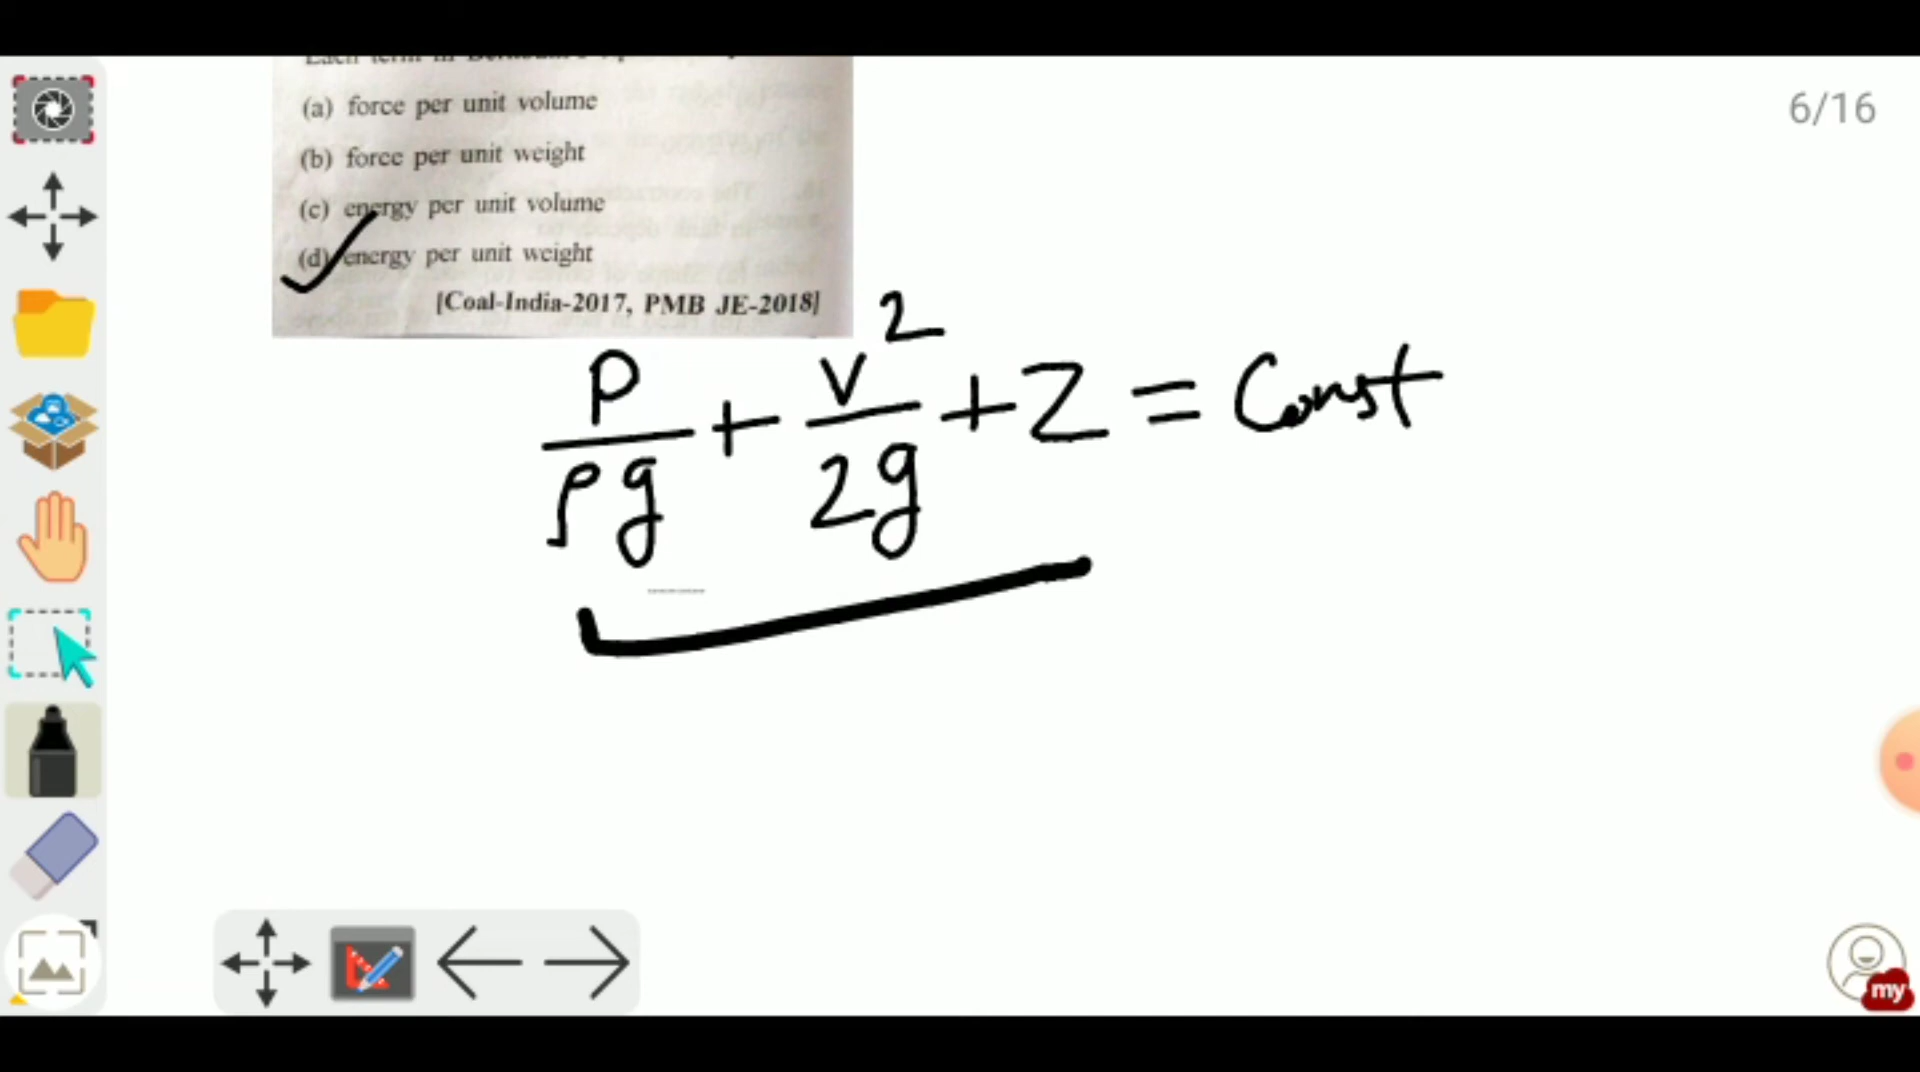 (a) force per unit volume
6/16
(b) force per unit weight
(c) energy per unit volume
(d) energy per unit weight
[Coal-India-2017, PMB JE-2018]
P/ρg + V²/2g + Z = Const
my